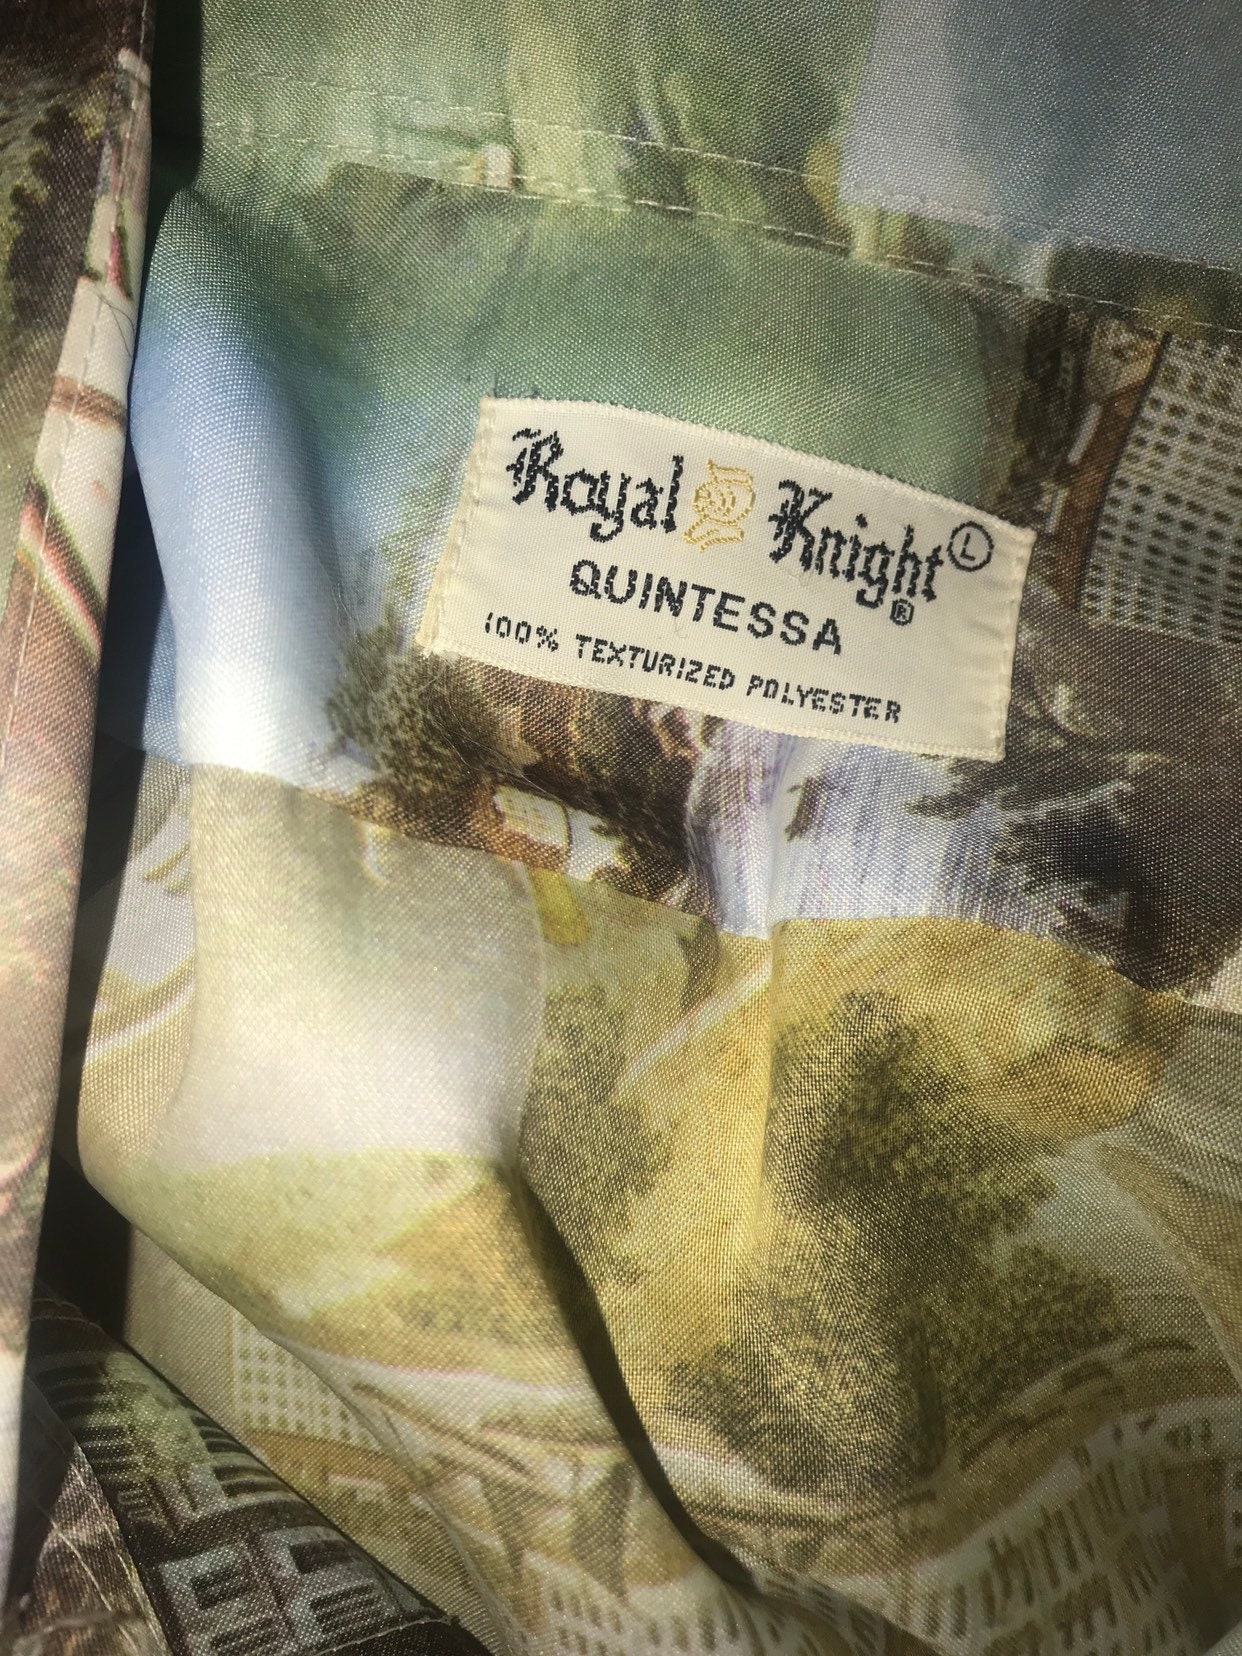 Royal Knight® L
QUINTESSA
100% TEXTURIZED POLYESTER